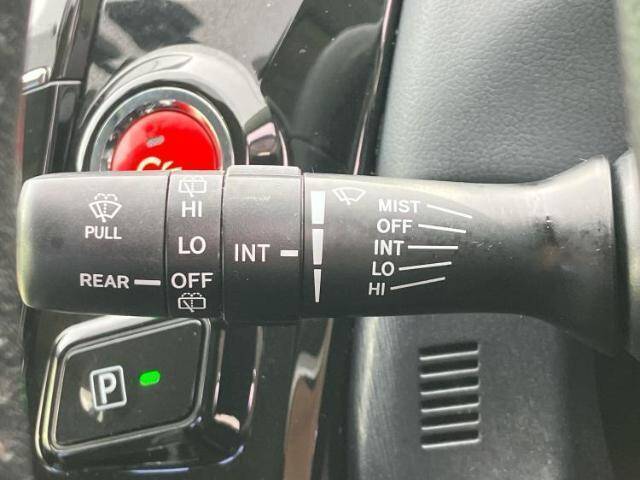 PULL
REAR
HI
LO
OFF
INT
MIST
OFF
INT
LO
HI
P